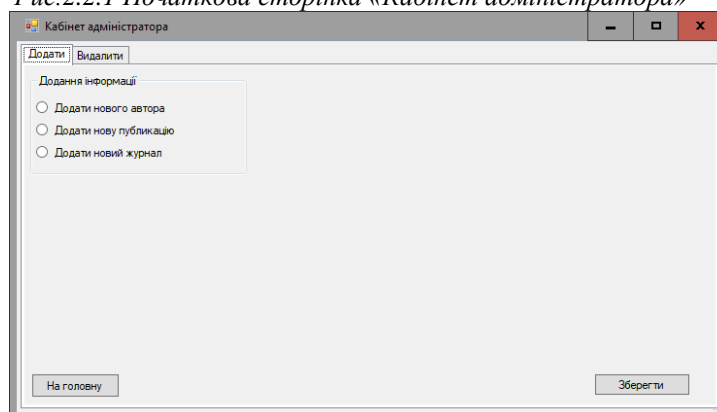 Рис.2.2.1 Початкова сторінка «Кабінет адміністратора»
Кабінет адміністратора
Додати Видалити
Додання інформації
Додати нового автора
Додати нову публикацію
Додати новий журнал
На головну Зберегти